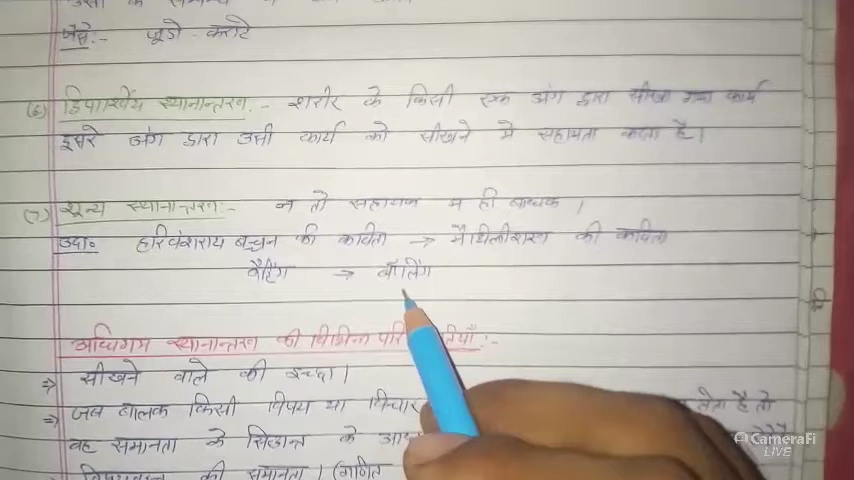 जैसे:- जूडो - कराटे
(6) द्विपार्श्विय स्थानान्तरण:- शरीर के किसी एक अंग द्वारा सीखा गया कार्य
दूसरे अंग द्वारा उसी कार्य को सीखने में सहायता करता है।
(7) शून्य स्थानान्तरण:- न तो सहायक न ही बाधक।
उदा० हरिवंशराय बच्चन की कविता → मैथिलीशरण की कविता
बैटिंग → बॉलिंग
अधिगम स्थानान्तरण की विभिन्न
⇒ सीखने वाले की इच्छा।
⇒ जब बालक किसी विषय या विचार लेता है तो
वह समानता के सिद्धान्त के
की समानता। (गणित
CameraFi
LIVE